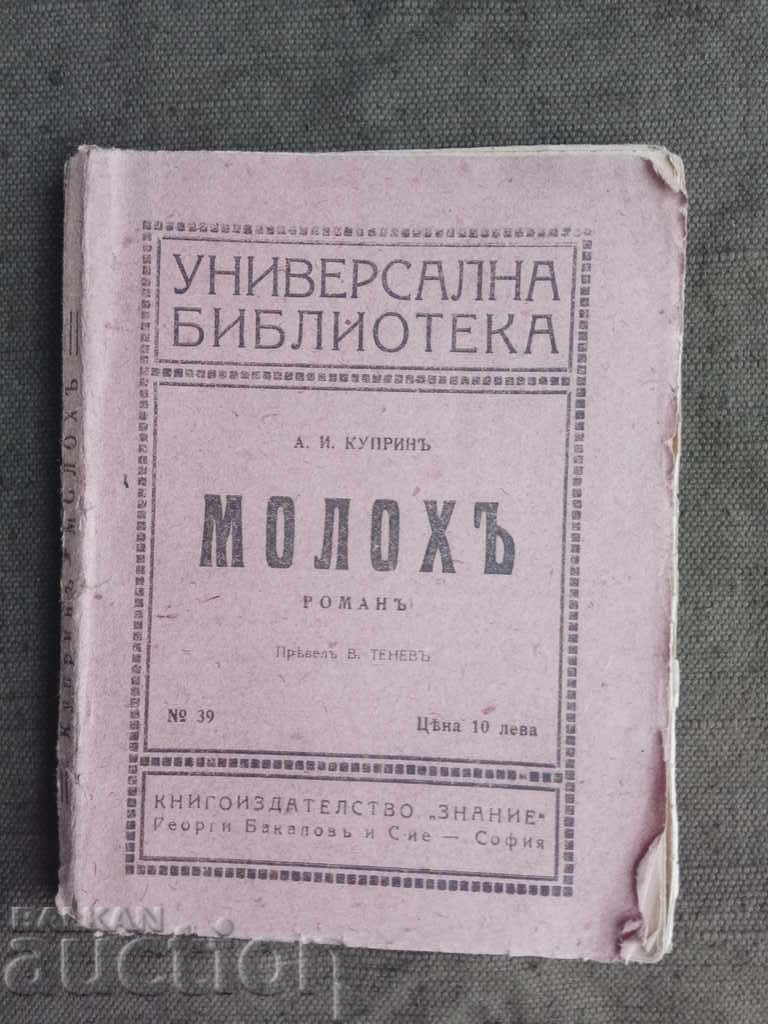 УНИВЕРСАЛНА
БИБЛИОТЕКА
А. И. КУПРИНЪ
МОЛОХЪ
РОМАНЪ
Прѣвелъ В. ТЕНЕВЪ
№ 39
Цѣна 10 лева
КНИГОИЗДАТЕЛСТВО „ЗНАНИЕ“
Георги Бакаловъ и С-ие — София
КУПРИНЪ МОЛОХЪ
BALKAN
auction